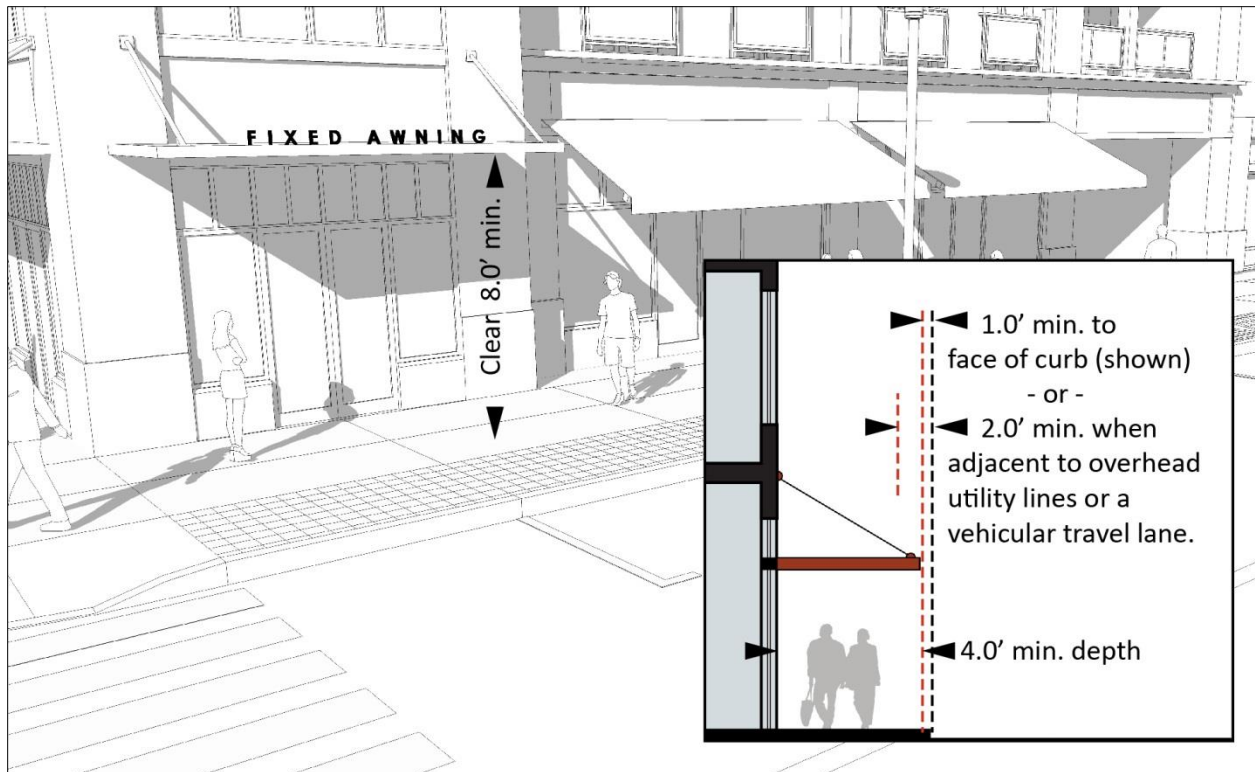 FIXED AWNING
Clear 8.0’ min.
1.0’ min. to
face of curb (shown)
- or -
2.0’ min. when
adjacent to overhead
utility lines or a
vehicular travel lane.
4.0’ min. depth